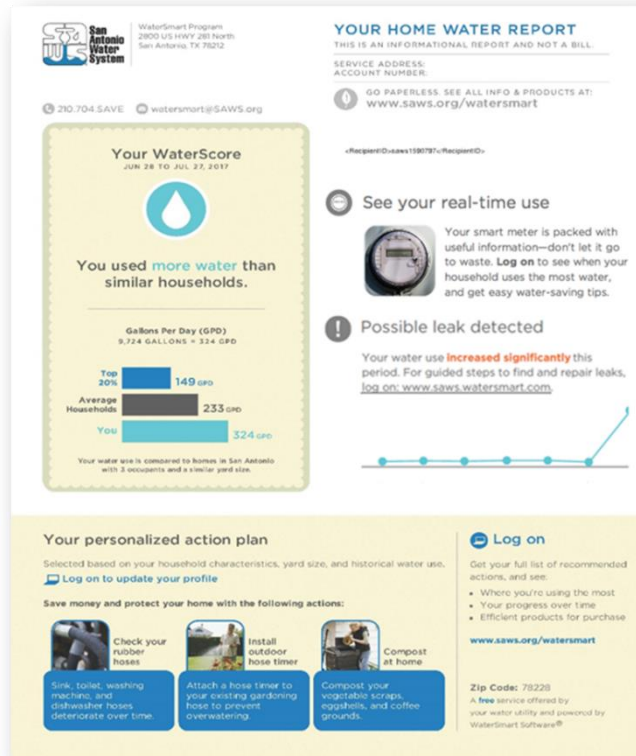 San
Antonio
Water
System
WaterSmart Program
2800 US HWY 281 North
San Antonio, TX 78212
210.704.SAVE watersmart@SAWS.org
YOUR HOME WATER REPORT
THIS IS AN INFORMATIONAL REPORT AND NOT A BILL.
SERVICE ADDRESS:
ACCOUNT NUMBER:
GO PAPERLESS. SEE ALL INFO & PRODUCTS AT:
www.saws.org/watersmart
Your WaterScore
JUN 28 TO JUL 27, 2017
You used more water than
similar households.
Gallons Per Day (GPD)
9,724 GALLONS = 324 GPD
Top
20%
149 GPD
Average
Households
233 GPD
You
324 GPD
Your water use is compared to homes in San Antonio
with 3 occupants and a similar yard size.
See your real-time use
Your smart meter is packed with
useful information—don't let it go
to waste. Log on to see when your
household uses the most water,
and get easy water-saving tips.
Possible leak detected
Your water use increased significantly this
period. For guided steps to find and repair leaks,
log on: www.saws.watersmart.com.
Your personalized action plan
Selected based on your household characteristics, yard size, and historical water use.
Log on to update your profile
Save money and protect your home with the following actions:
Check your
rubber
hoses
Sink, toilet, washing
machine, and
dishwasher hoses
deteriorate over time.
Install
outdoor
hose timer
Attach a hose timer to
your existing gardening
hose to prevent
overwatering.
Compost
at home
Compost your
vegetable scraps,
eggshells, and coffee
grounds.
Log on
Get your full list of recommended
actions, and see:
• Where you're using the most
• Your progress over time
• Efficient products for purchase
www.saws.org/watersmart
Zip Code: 78228
A free service offered by
your water utility and powered by
WaterSmart Software®